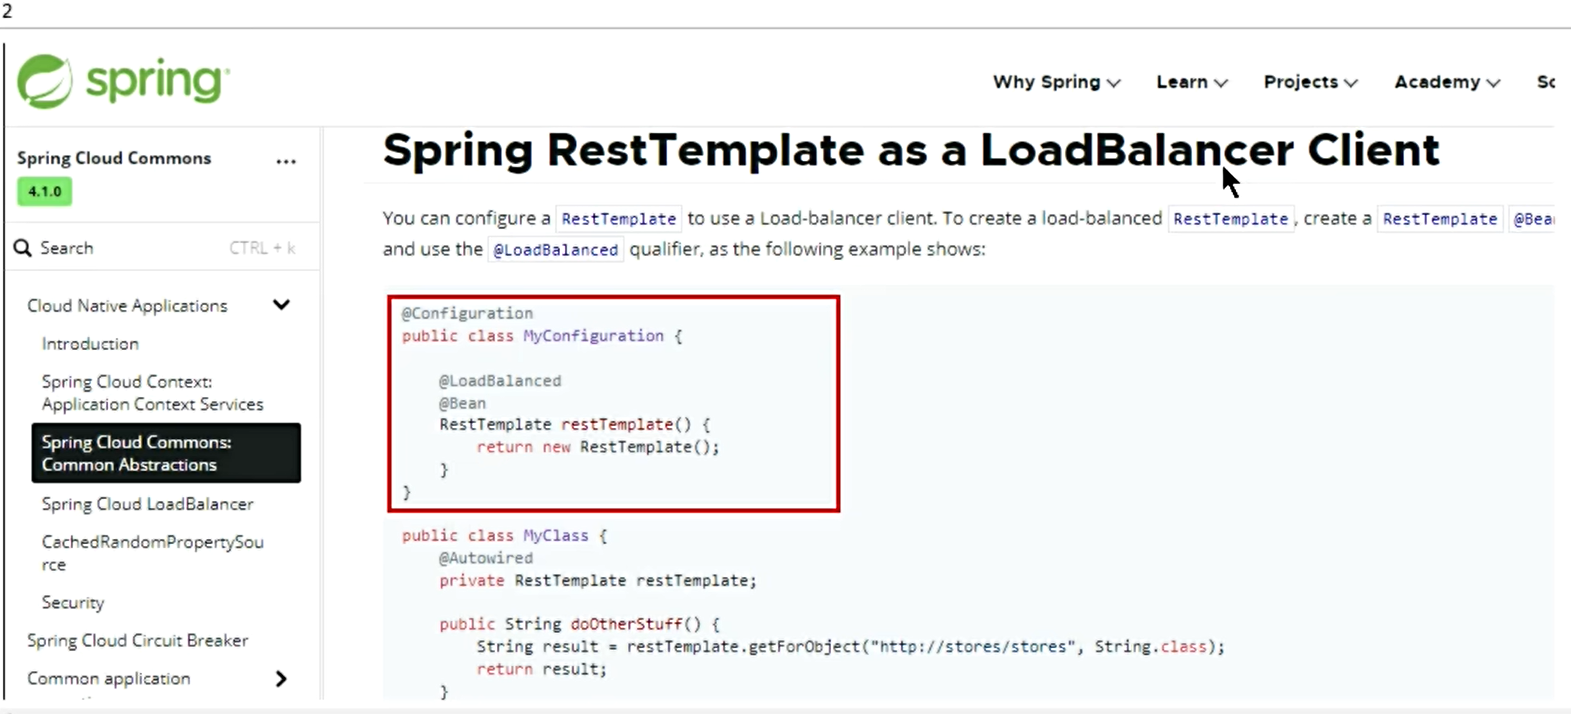 2
spring
Why Spring Learn Projects Academy
Spring Cloud Commons ...
4.1.0
Search CTRL + k
Cloud Native Applications
Introduction
Spring Cloud Context:
Application Context Services
Spring Cloud Commons:
Common Abstractions
Spring Cloud LoadBalancer
CachedRandomPropertySou
rce
Security
Spring Cloud Circuit Breaker
Common application
Spring RestTemplate as a LoadBalancer Client
You can configure a RestTemplate to use a Load-balancer client. To create a load-balanced RestTemplate, create a RestTemplate @Bea
and use the @LoadBalanced qualifier, as the following example shows:
@Configuration
public class MyConfiguration {
@LoadBalanced
@Bean
RestTemplate restTemplate() {
return new RestTemplate();
}
}
public class MyClass {
@Autowired
private RestTemplate restTemplate;
public String doOtherStuff() {
String result = restTemplate.getForObject("http://stores/stores", String.class);
return result;
}